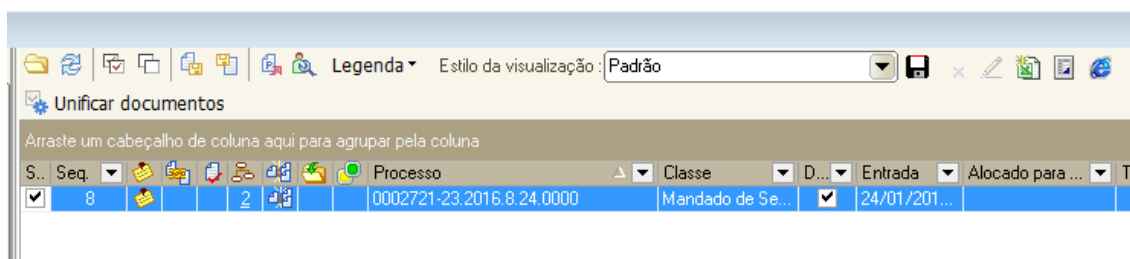 Legenda Estilo da visualização : Padrão
Unificar documentos
Arraste um cabeçalho de coluna aqui para agrupar pela coluna
S.. Seq. Processo Classe D... Entrada Alocado para ... T
8 2 0002721-23.2016.8.24.0000 Mandado de Se... 24/01/201...